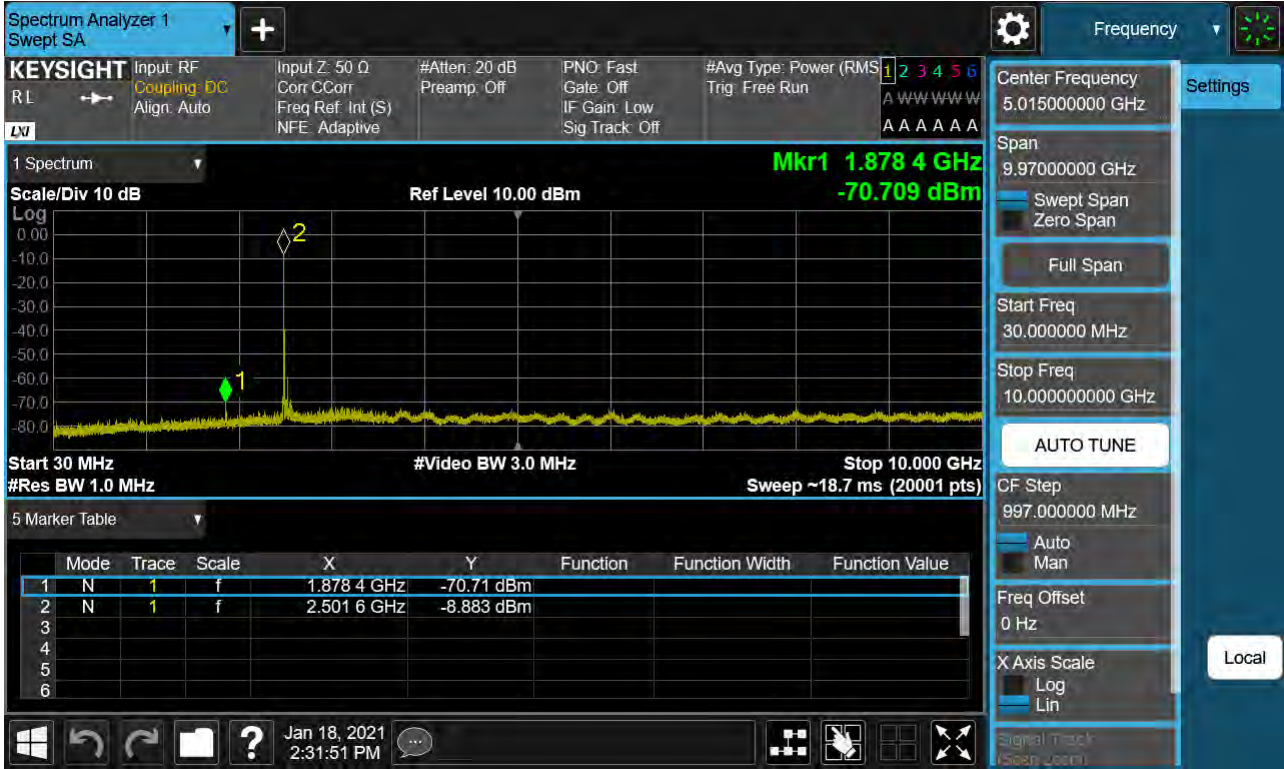 Spectrum Analyzer 1
Swept SA
+
Frequency
KEYSIGHT
RL
LXI
Input: RF
Coupling: DC
Align: Auto
Input Z: 50 Ω
Corr CCorr
Freq Ref: Int (S)
NFE: Adaptive
#Atten: 20 dB
Preamp: Off
PNO: Fast
Gate: Off
IF Gain: Low
Sig Track: Off
#Avg Type: Power (RMS
Trig: Free Run
1 2 3 4 5 6
A W W W W W
A A A A A A
1 Spectrum
Mkr1 1.878 4 GHz
Scale/Div 10 dB
Ref Level 10.00 dBm
-70.709 dBm
Log
0.00
-10.0
-20.0
-30.0
-40.0
-50.0
-60.0
-70.0
-80.0
2
1
Start 30 MHz
#Video BW 3.0 MHz
Stop 10.000 GHz
#Res BW 1.0 MHz
Sweep ~18.7 ms (20001 pts)
5 Marker Table
Mode Trace Scale X Y Function Function Width Function Value
1 N 1 f 1.878 4 GHz -70.71 dBm
2 N 1 f 2.501 6 GHz -8.883 dBm
3
4
5
6
?
Jan 18, 2021
2:31:51 PM
Center Frequency
5.015000000 GHz
Span
9.97000000 GHz
Swept Span
Zero Span
Full Span
Start Freq
30.000000 MHz
Stop Freq
10.000000000 GHz
AUTO TUNE
CF Step
997.000000 MHz
Auto
Man
Freq Offset
0 Hz
X Axis Scale
Log
Lin
Signal Track
(Span Zoom)
Settings
Local